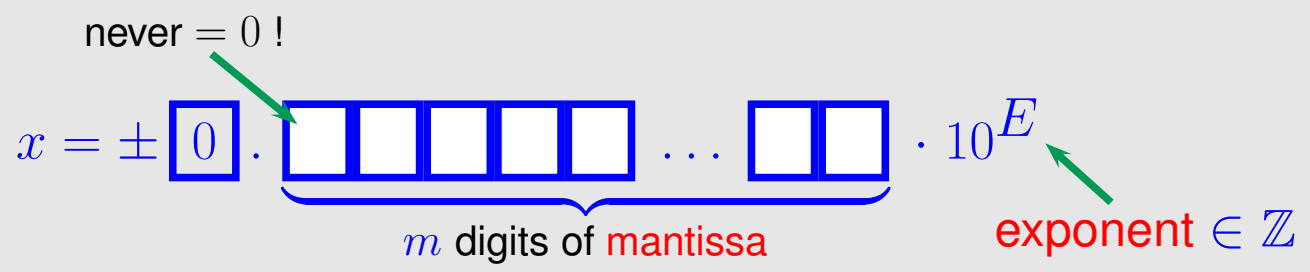 never = 0 !
x = ± 0 . … · 10^E
m digits of mantissa
exponent ∈ ℤ